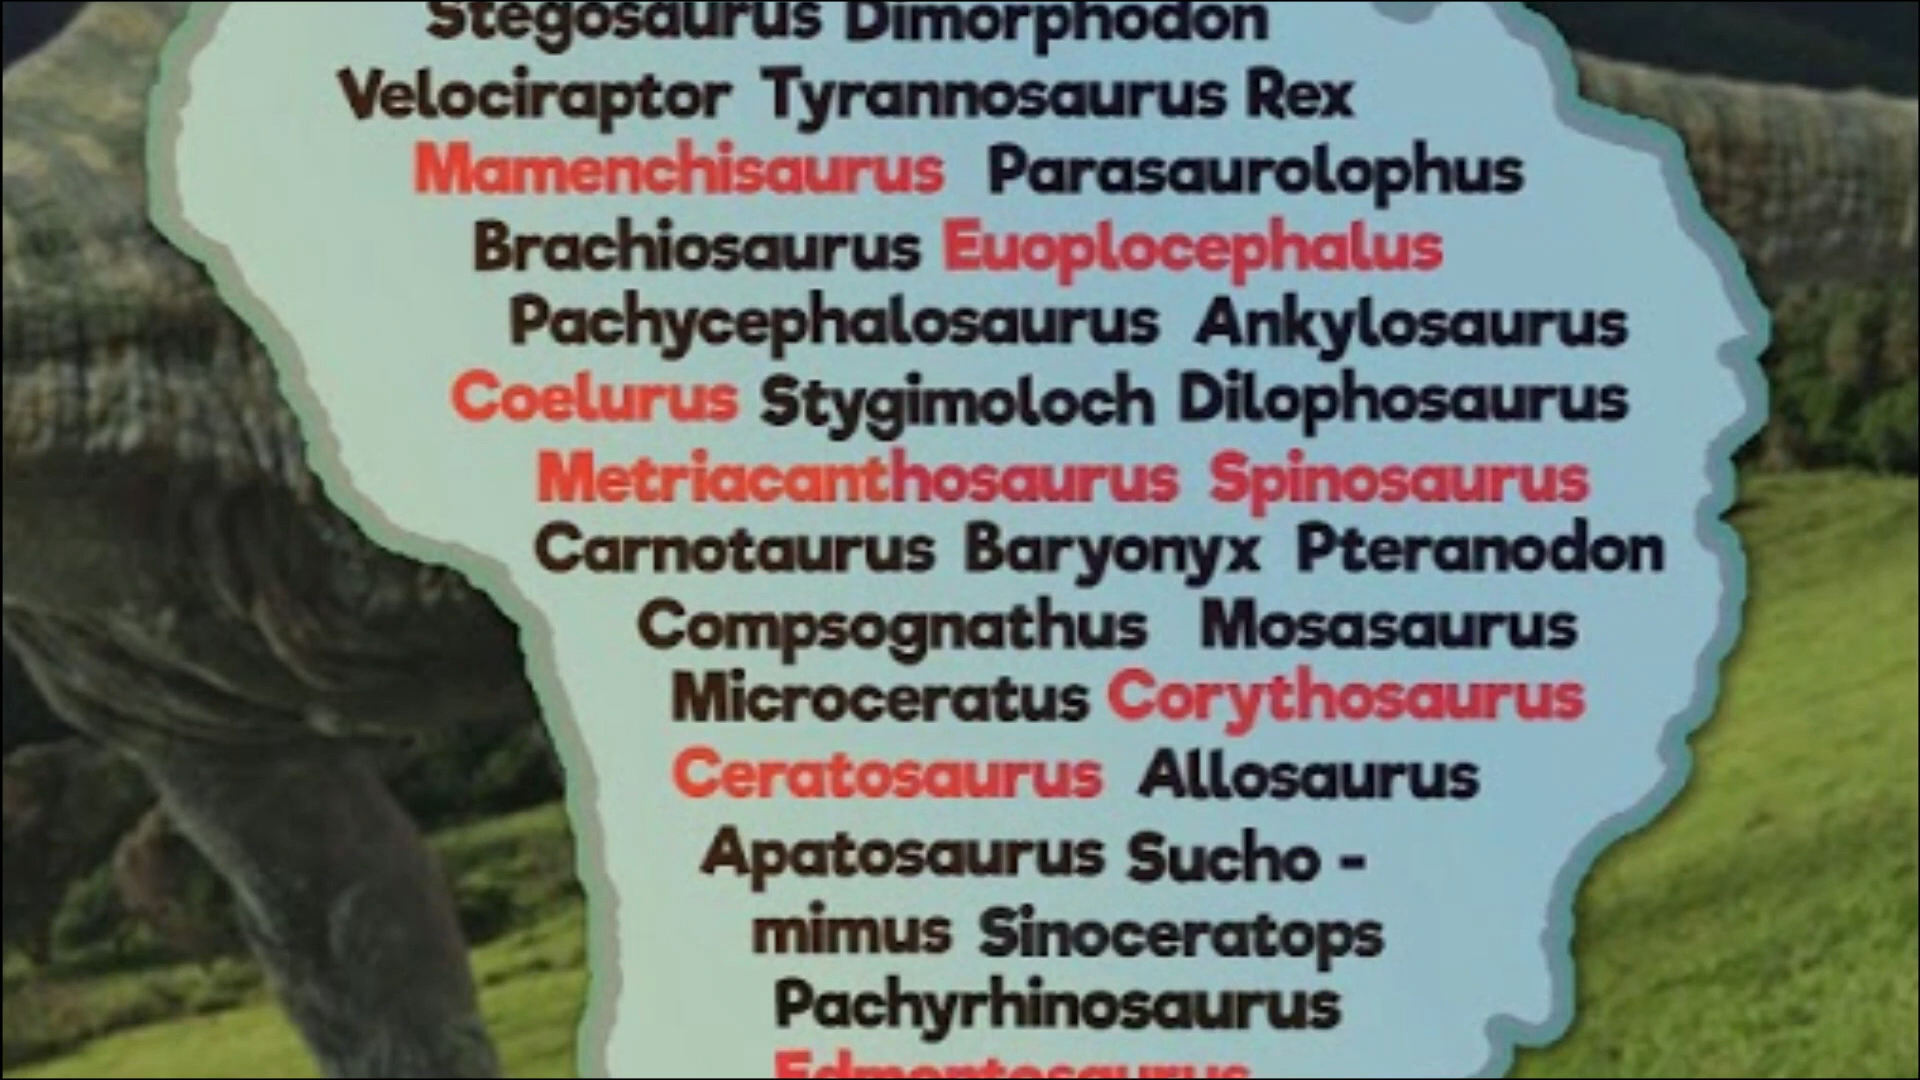 Stegosaurus Dimorphodon
Velociraptor Tyrannosaurus Rex
Mamenchisaurus Parasaurolophus
Brachiosaurus Euoplocephalus
Pachycephalosaurus Ankylosaurus
Coelurus Stygimoloch Dilophosaurus
Metriacanthosaurus Spinosaurus
Carnotaurus Baryonyx Pteranodon
Compsognathus Mosasaurus
Microceratus Corythosaurus
Ceratosaurus Allosaurus
Apatosaurus Sucho -
mimus Sinoceratops
Pachyrhinosaurus
Edmontosaurus